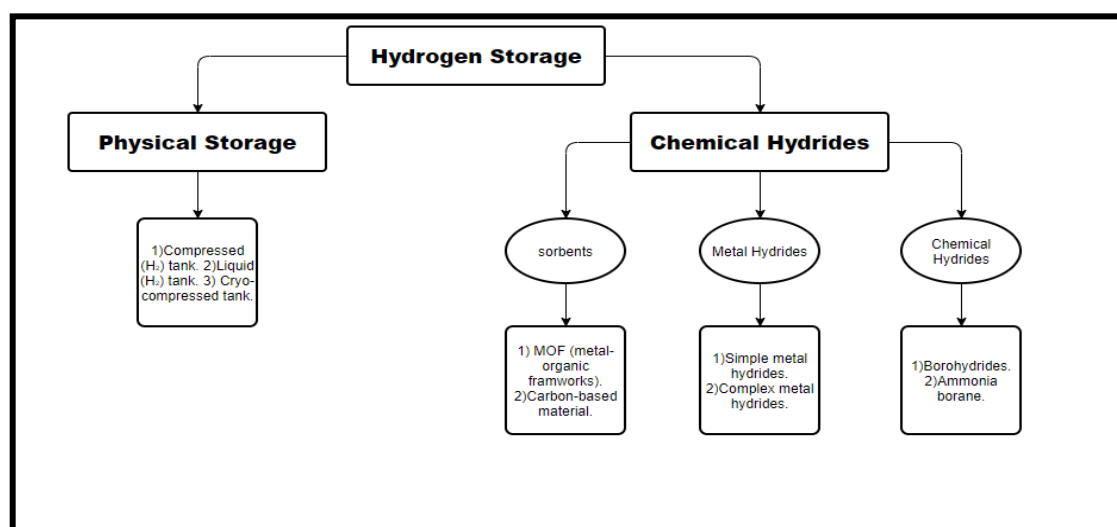 Hydrogen Storage
Physical Storage
Chemical Hydrides
1)Compressed
(H₂) tank. 2)Liquid
(H₂) tank. 3) Cryo-
compressed tank.
sorbents
Metal Hydrides
Chemical
Hydrides
1) MOF (metal-
organic
framworks).
2)Carbon-based
material.
1)Simple metal
hydrides.
2)Complex metal
hydrides.
1)Borohydrides.
2)Ammonia
borane.